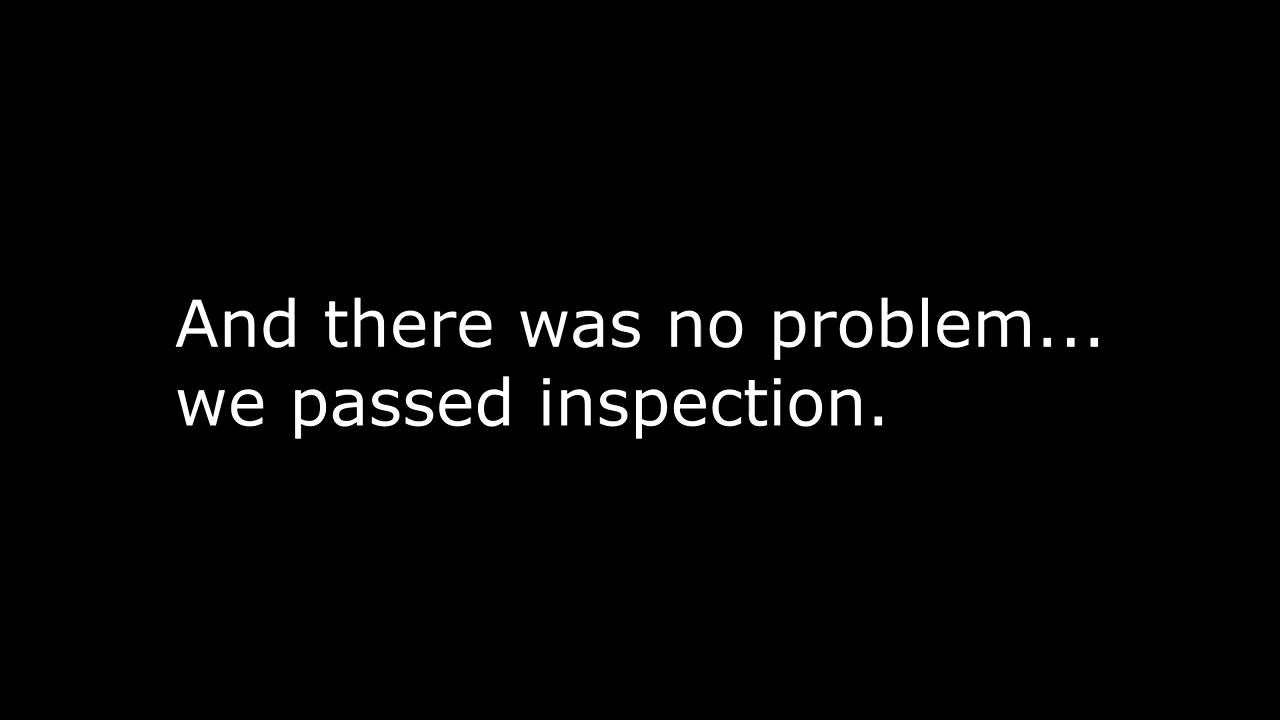 And there was no problem...
we passed inspection.